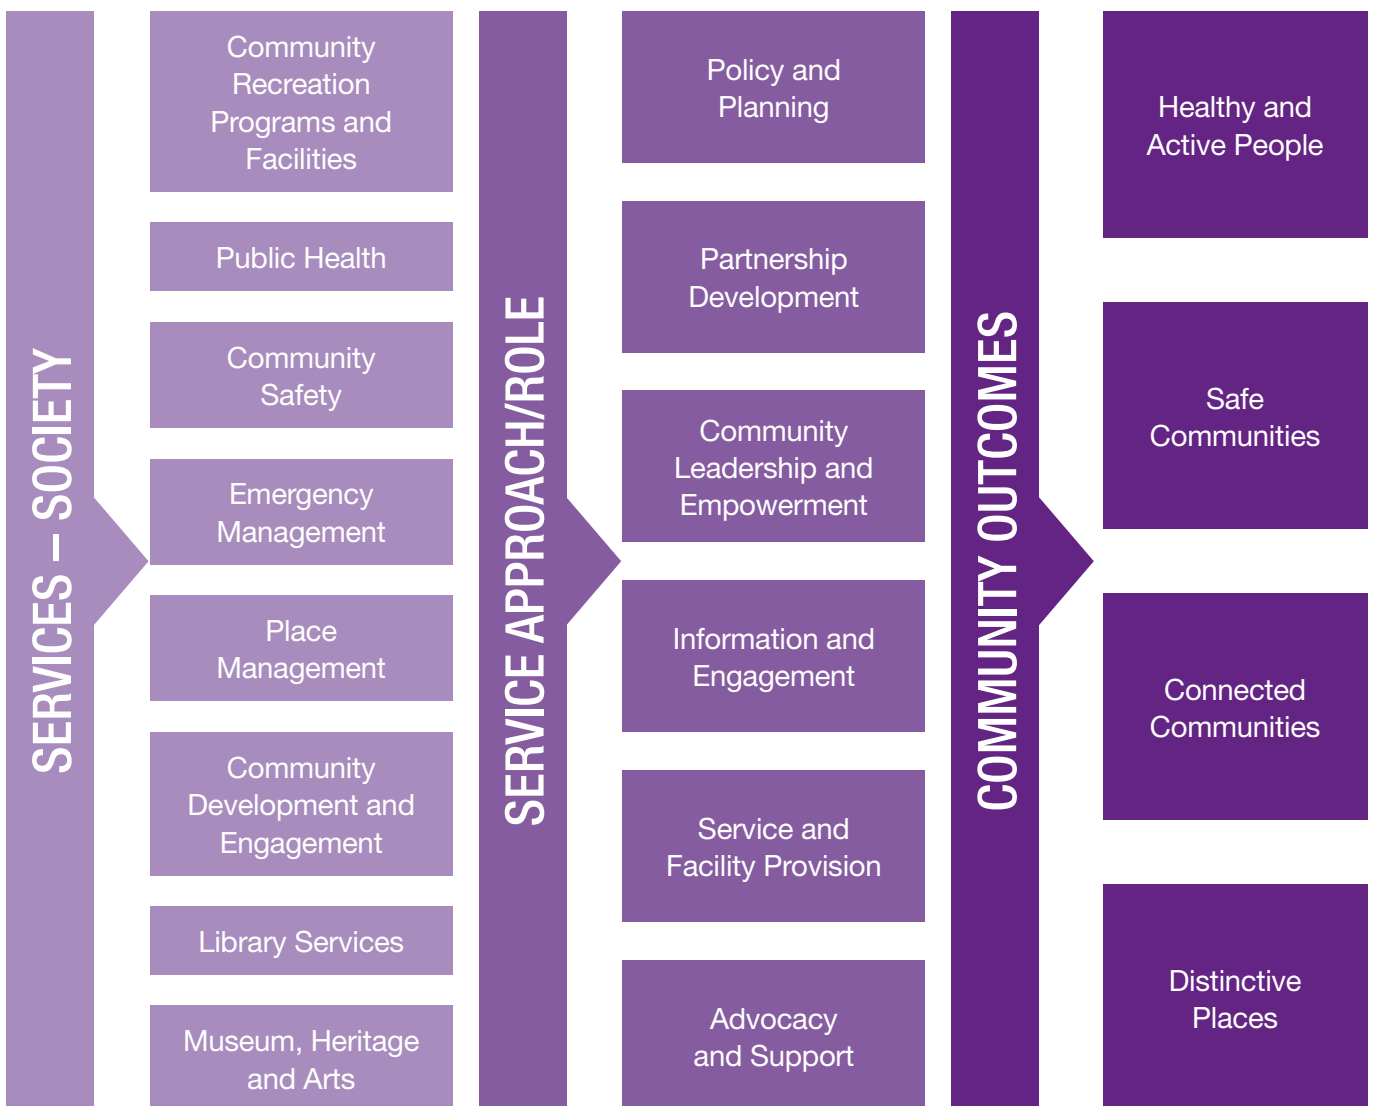 SERVICES – SOCIETY
Community
Recreation
Programs and
Facilities
Public Health
Community
Safety
Emergency
Management
Place
Management
Community
Development and
Engagement
Library Services
Museum, Heritage
and Arts
SERVICE APPROACH/ROLE
Policy and
Planning
Partnership
Development
Community
Leadership and
Empowerment
Information and
Engagement
Service and
Facility Provision
Advocacy
and Support
COMMUNITY OUTCOMES
Healthy and
Active People
Safe
Communities
Connected
Communities
Distinctive
Places